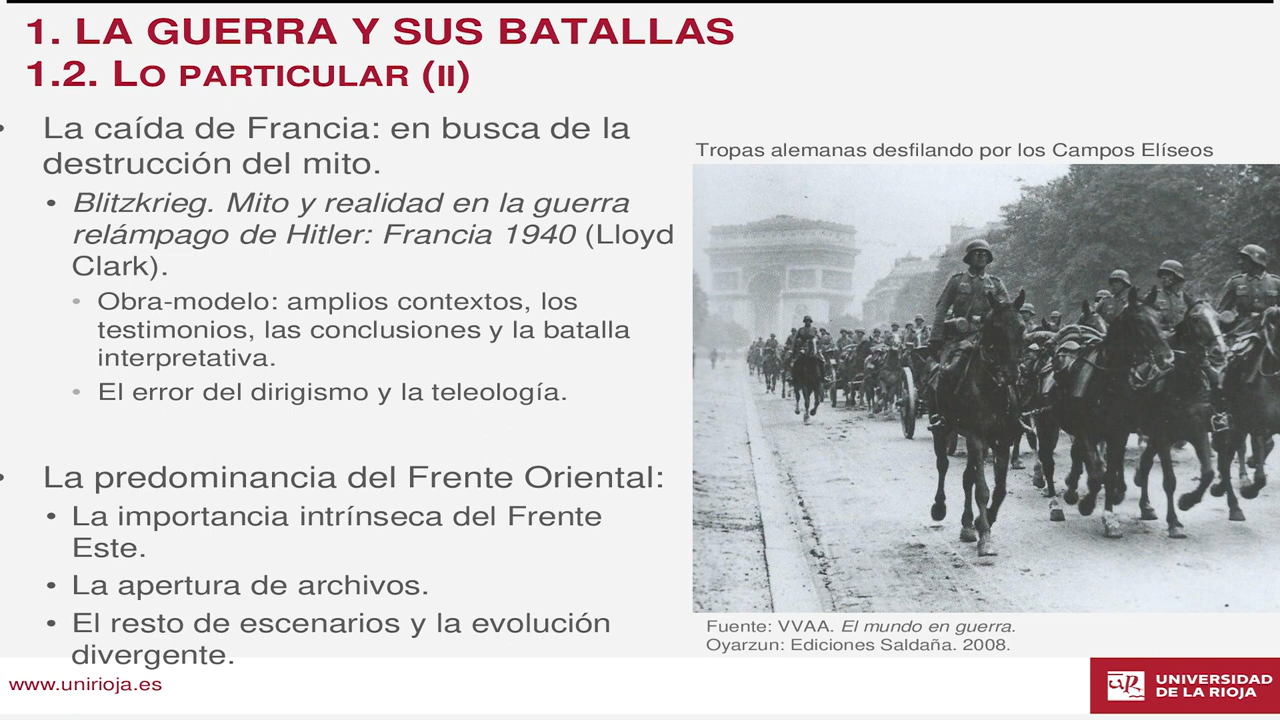 1. LA GUERRA Y SUS BATALLAS
1.2. LO PARTICULAR (II)
• La caída de Francia: en busca de la
destrucción del mito.
• Blitzkrieg. Mito y realidad en la guerra
relámpago de Hitler: Francia 1940 (Lloyd
Clark).
• Obra-modelo: amplios contextos, los
testimonios, las conclusiones y la batalla
interpretativa.
• El error del dirigismo y la teleología.
• La predominancia del Frente Oriental:
• La importancia intrínseca del Frente
Este.
• La apertura de archivos.
• El resto de escenarios y la evolución
divergente.
Tropas alemanas desfilando por los Campos Elíseos
Fuente: VVAA. El mundo en guerra.
Oyarzun: Ediciones Saldaña. 2008.
www.unirioja.es
UNIVERSIDAD
DE LA RIOJA